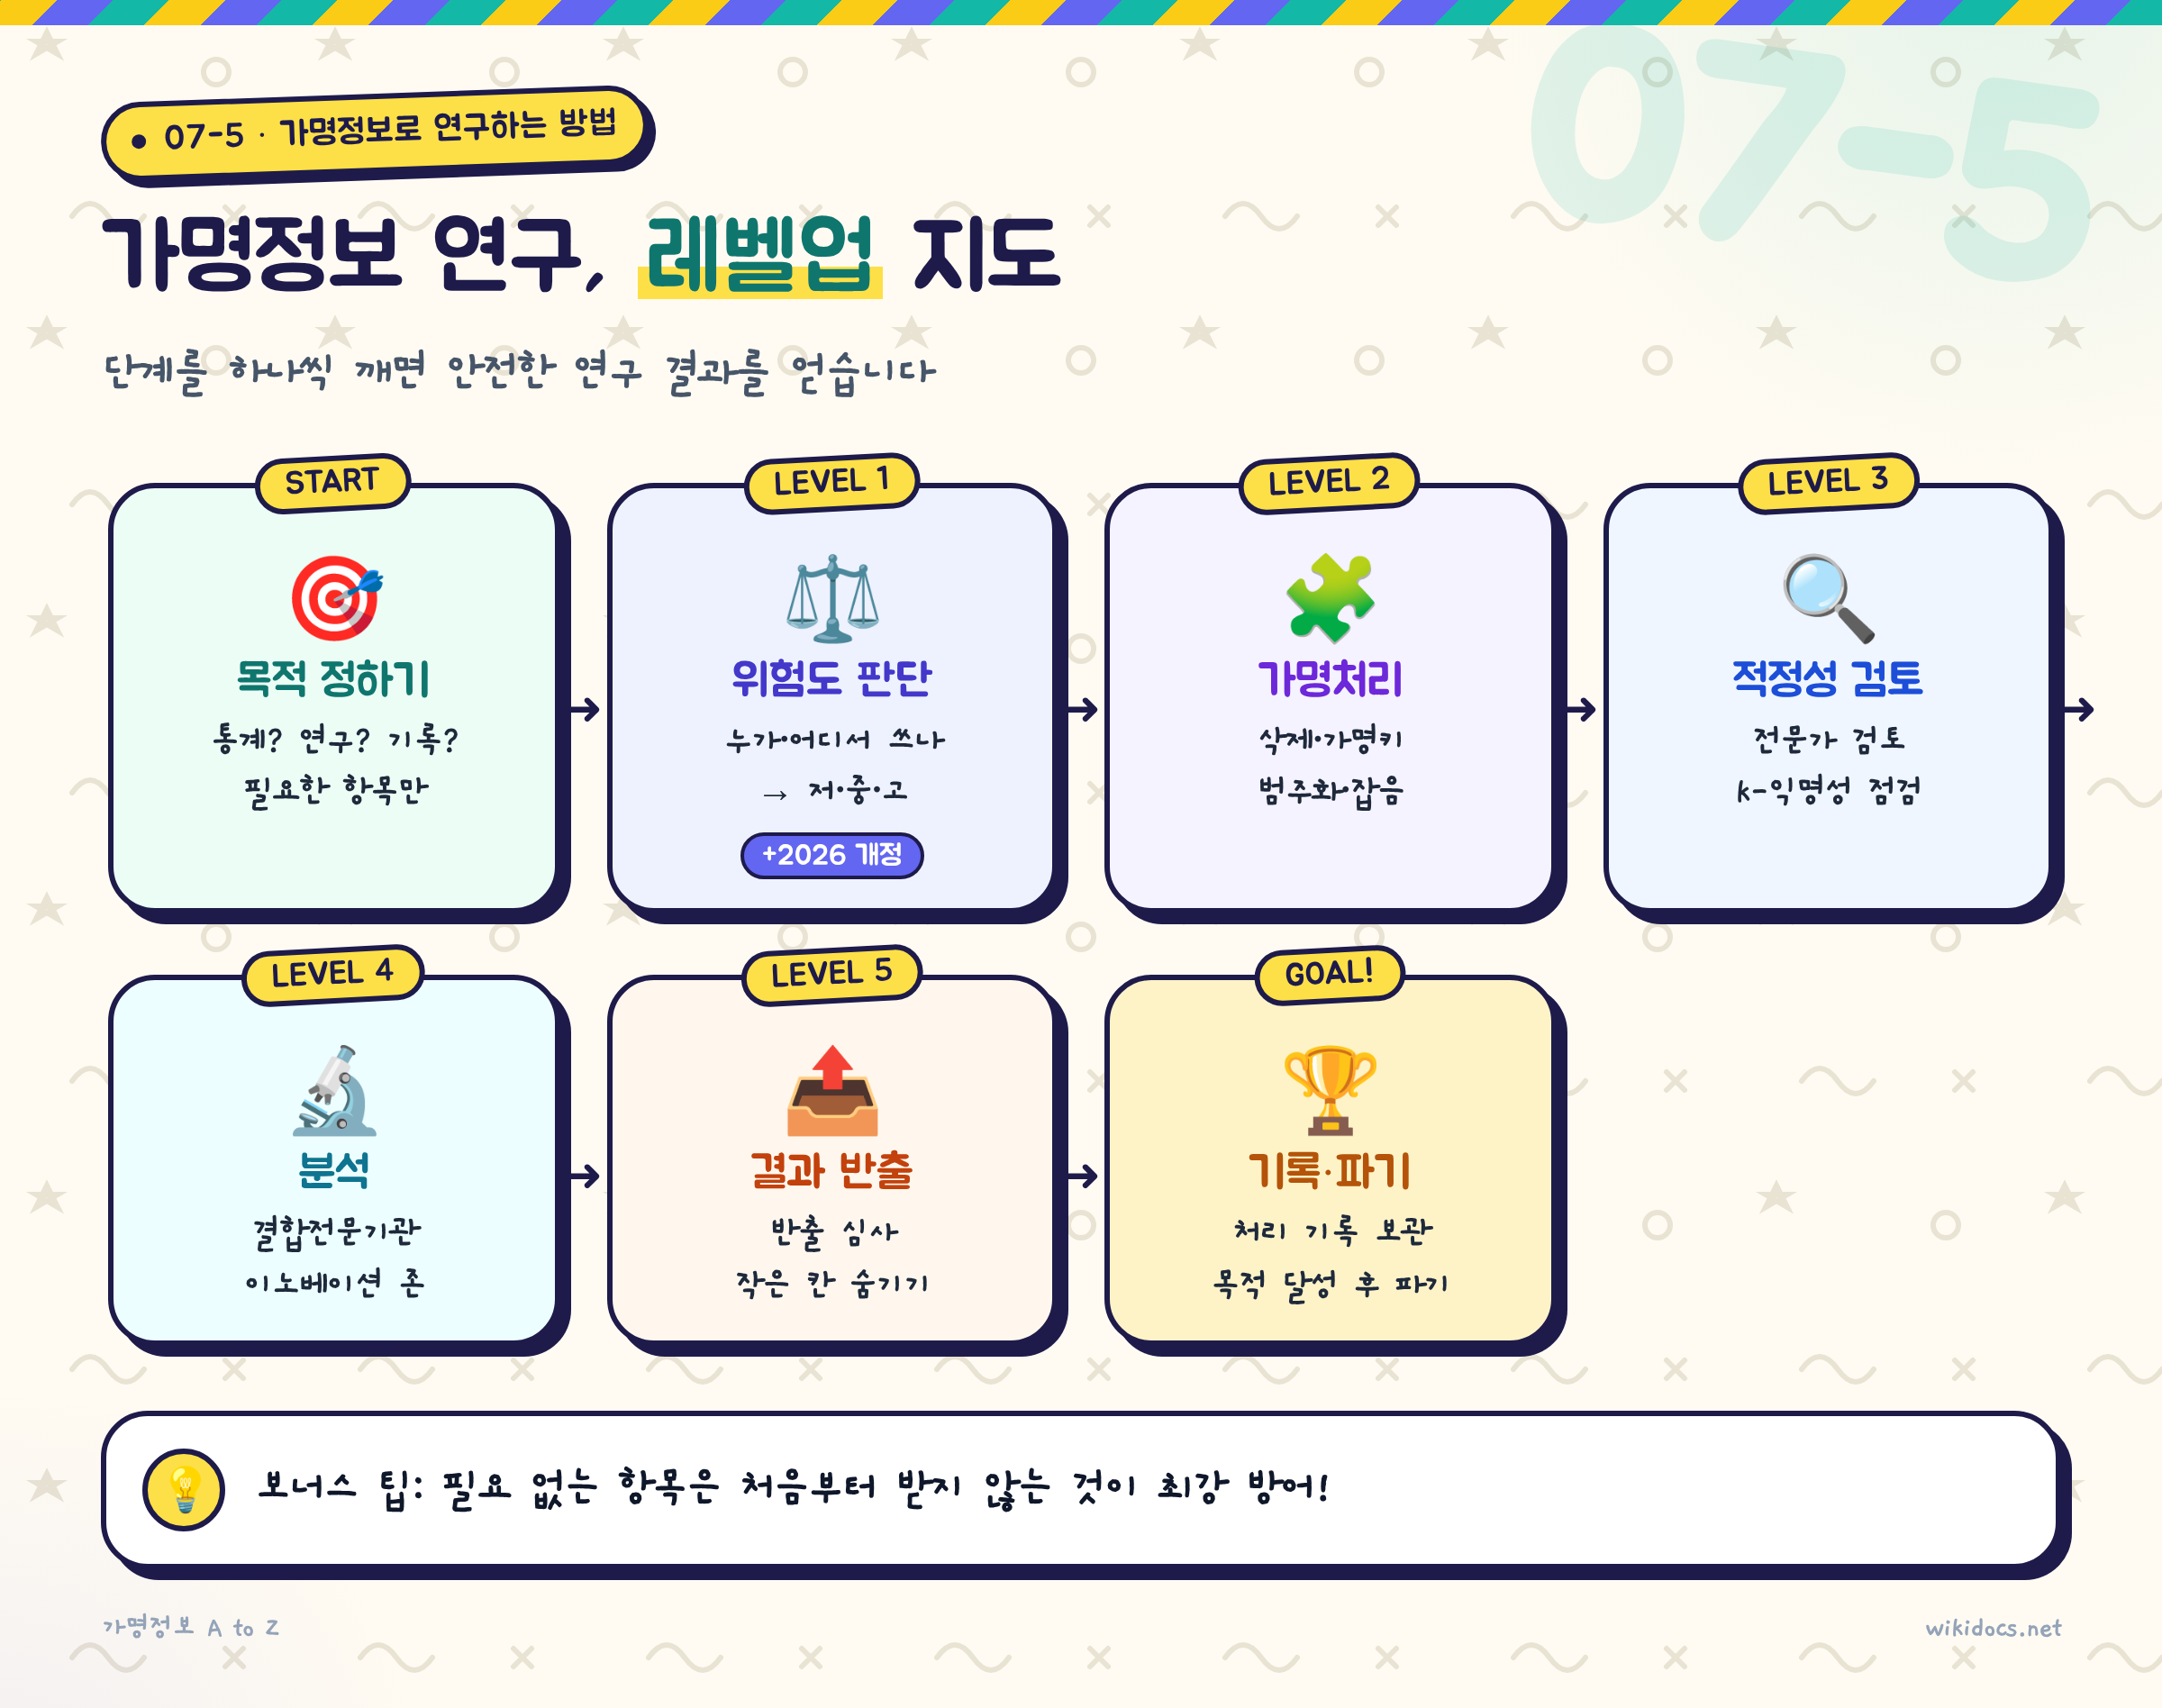 07-5
07-5 · 가명정보로 연구하는 방법
가명정보 연구, 레벨업 지도
단계를 하나씩 깨면 안전한 연구 결과를 얻습니다
START
목적 정하기
통계? 연구? 기록?
필요한 항목만
LEVEL 1
위험도 판단
누가·어디서 쓰나
→ 저·중·고
+2026 개정
LEVEL 2
가명처리
삭제·가명키
범주화·잡음
LEVEL 3
적정성 검토
전문가 검토
k-익명성 점검
LEVEL 4
분석
결합전문기관
이노베이션 존
LEVEL 5
결과 반출
반출 심사
작은 칸 숨기기
GOAL!
기록·파기
처리 기록 보관
목적 달성 후 파기
보너스 팁: 필요 없는 항목은 처음부터 받지 않는 것이 최강 방어!
가명정보 A to Z
wikidocs.net